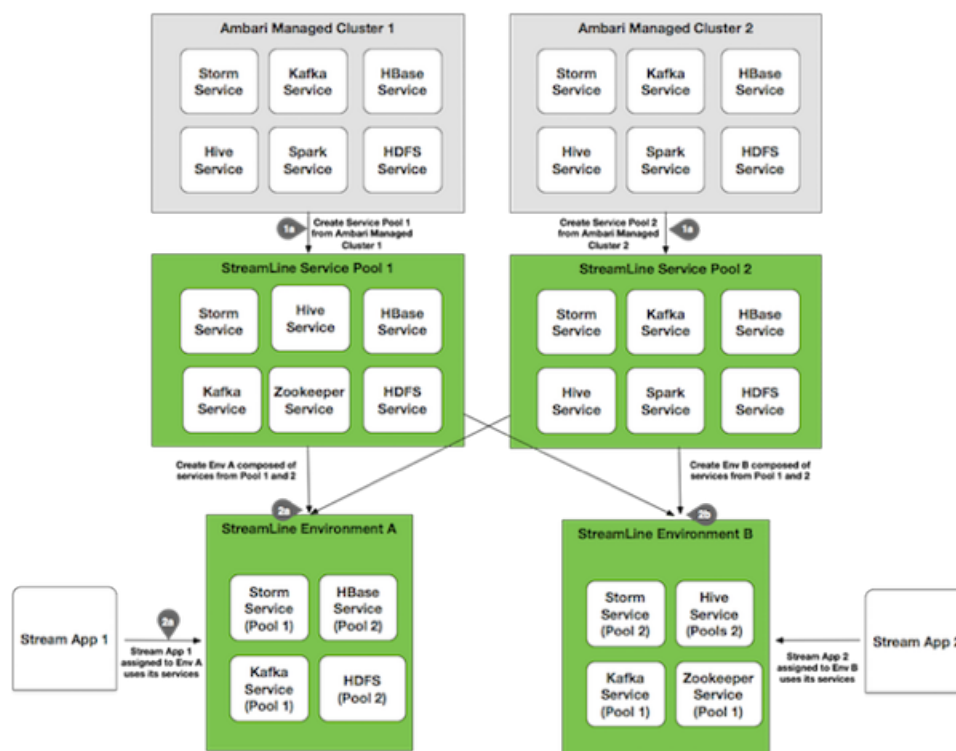 Ambari Managed Cluster 1
Storm
Service
Kafka
Service
HBase
Service
Hive
Service
Spark
Service
HDFS
Service
Ambari Managed Cluster 2
Storm
Service
Kafka
Service
HBase
Service
Hive
Service
Spark
Service
HDFS
Service
1a
Create Service Pool 1
from Ambari Managed
Cluster 1
Create Service Pool 2
from Ambari Managed
Cluster 2
1a
StreamLine Service Pool 1
Storm
Service
Hive
Service
HBase
Service
Kafka
Service
Zookeeper
Service
HDFS
Service
StreamLine Service Pool 2
Storm
Service
Kafka
Service
HBase
Service
Hive
Service
Spark
Service
HDFS
Service
Create Env A composed of
services from Pool 1 and 2
2a
Create Env B composed of
services from Pool 1 and 2
2b
StreamLine Environment A
Storm
Service
(Pool 1)
HBase
Service
(Pool 2)
Kafka
Service
(Pool 1)
HDFS
(Pool 2)
StreamLine Environment B
Storm
Service
(Pool 2)
Hive
Service
(Pools 2)
Kafka
Service
(Pool 1)
Zookeeper
Service
(Pool 1)
Stream App 1
2a
Stream App 1
assigned to Env A
uses its services
Stream App 2
assigned to Env B
uses its services
Stream App 2